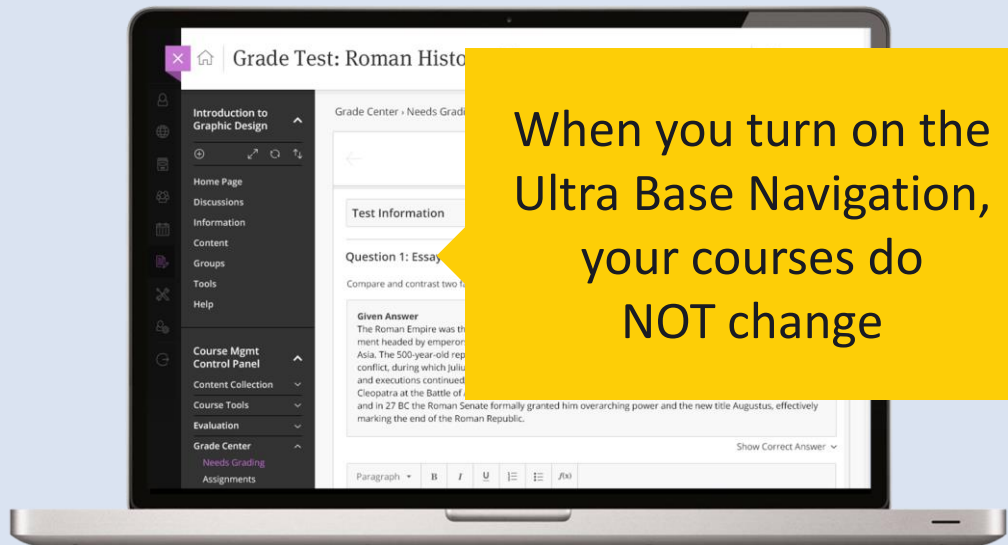 Grade Test: Roman Histo
Introduction to
Graphic Design
Home Page
Discussions
Information
Content
Groups
Tools
Help
Course Mgmt
Control Panel
Content Collection
Course Tools
Evaluation
Grade Center
Needs Grading
Assignments
Grade Center › Needs Gradi
Test Information
Question 1: Essay
Compare and contrast two
Given Answer
The Roman Empire was th
ment headed by emperor
Asia. The 500-year-old rep
conflict, during which Juliu
and executions continued
Cleopatra at the Battle of
and in 27 BC the Roman Senate formally granted him overarching power and the new title Augustus, effectively
marking the end of the Roman Republic.
Show Correct Answer
Paragraph B I U f(x)
When you turn on the
Ultra Base Navigation,
your courses do
NOT change